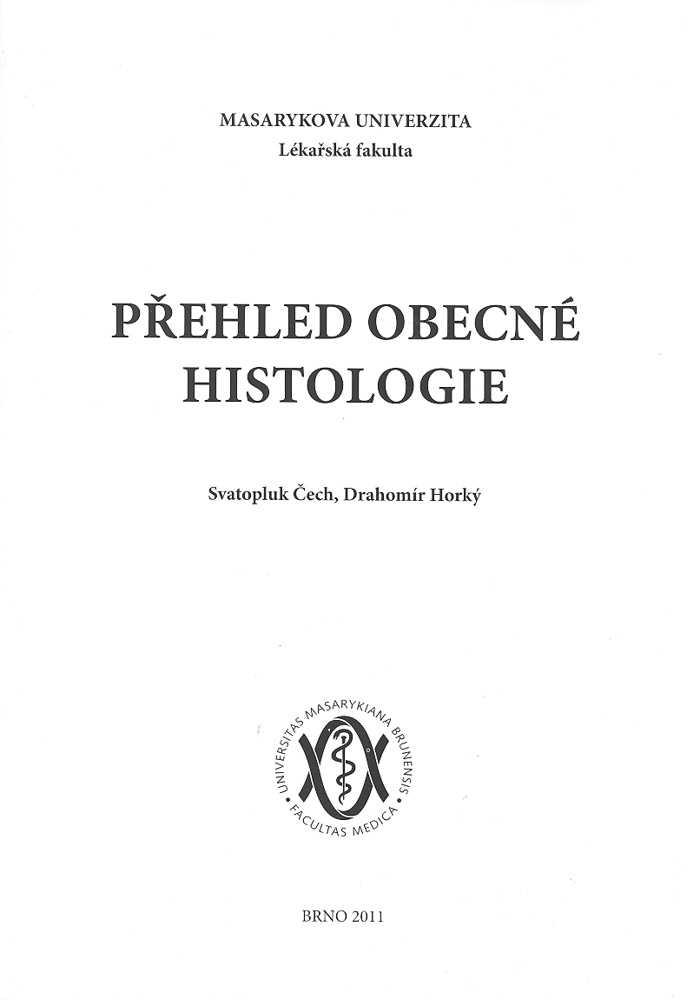 MASARYKOVA UNIVERZITA
Lékařská fakulta
PŘEHLED OBECNÉ
HISTOLOGIE
Svatopluk Čech, Drahomír Horký
UNIVERSITAS MASARYKIANA BRUNENSIS
• FACULTAS MEDICA •
BRNO 2011